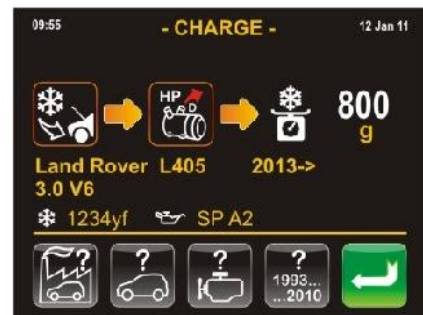 09:55 - CHARGE - 12 Jan 11
HP
D
800
g
Land Rover L405 2013->
3.0 V6
1234yf SP A2
? ? ? ?
1993...
...2010